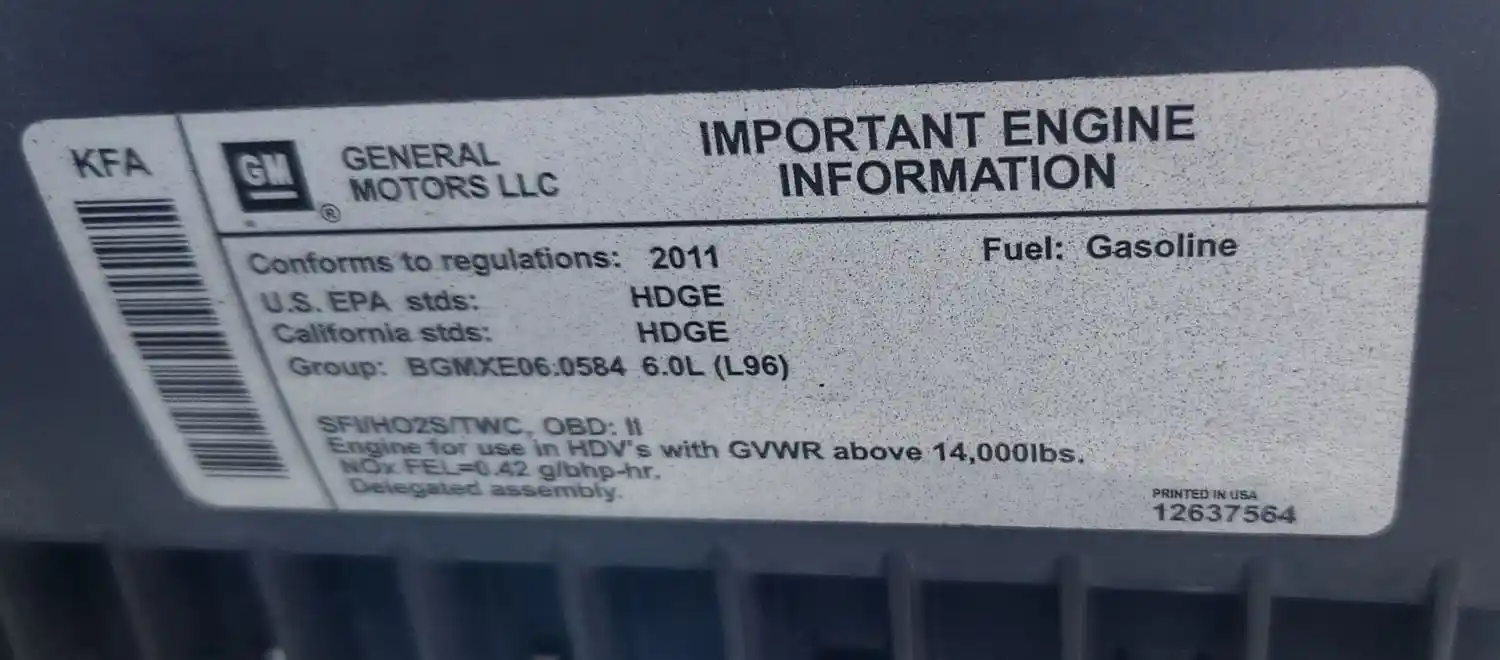 KFA
GM
®
GENERAL
MOTORS LLC
IMPORTANT ENGINE
INFORMATION
Conforms to regulations: 2011
Fuel: Gasoline
U.S. EPA stds: HDGE
California stds: HDGE
Group: BGMXE06.0584 6.0L (L96)
SFI/HO2S/TWC, OBD: II
Engine for use in HDV's with GVWR above 14,000lbs.
NOx FEL=0.42 g/bhp-hr.
Delegated assembly.
PRINTED IN USA
12637564